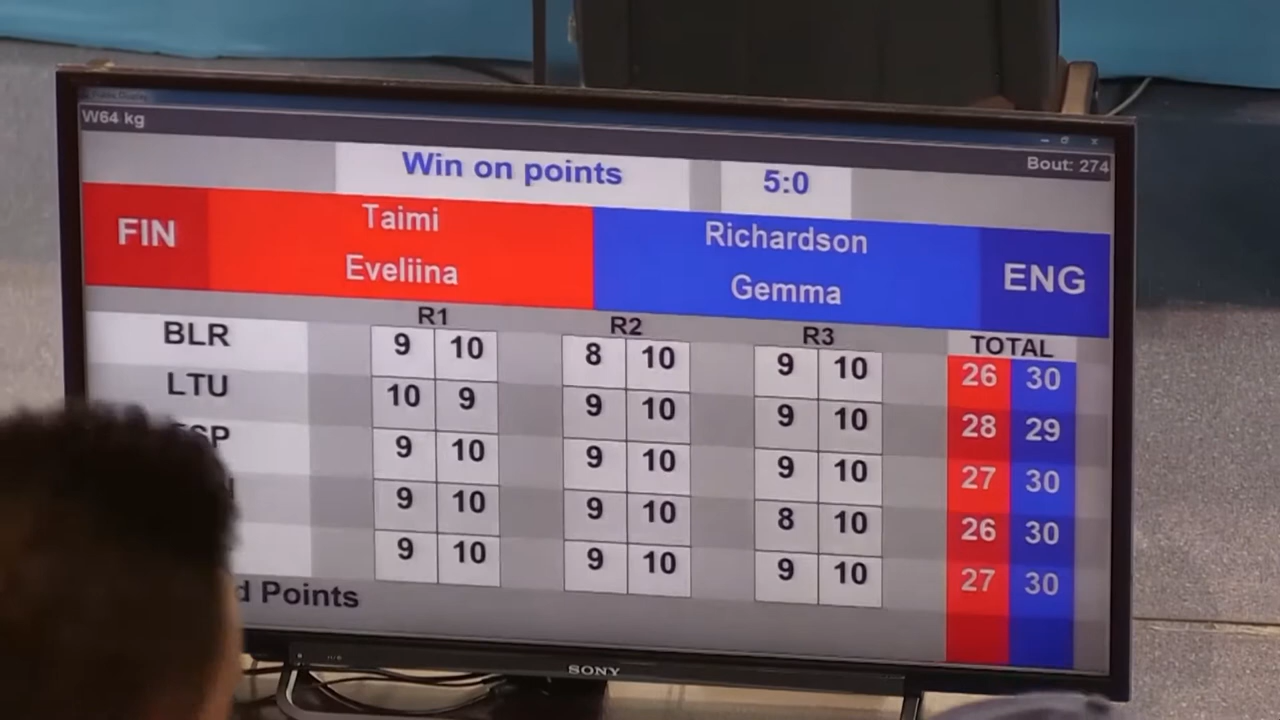 W64 kg
Bout: 274
Win on points 5:0
FIN Taimi Richardson ENG
Eveliina Gemma
R1 R2 R3 TOTAL
BLR 9 10 8 10 9 10 26 30
LTU 10 9 9 10 9 10 28 29
9 10 9 10 9 10 27 30
9 10 9 10 8 10 26 30
9 10 9 10 9 10 27 30
Points
SONY